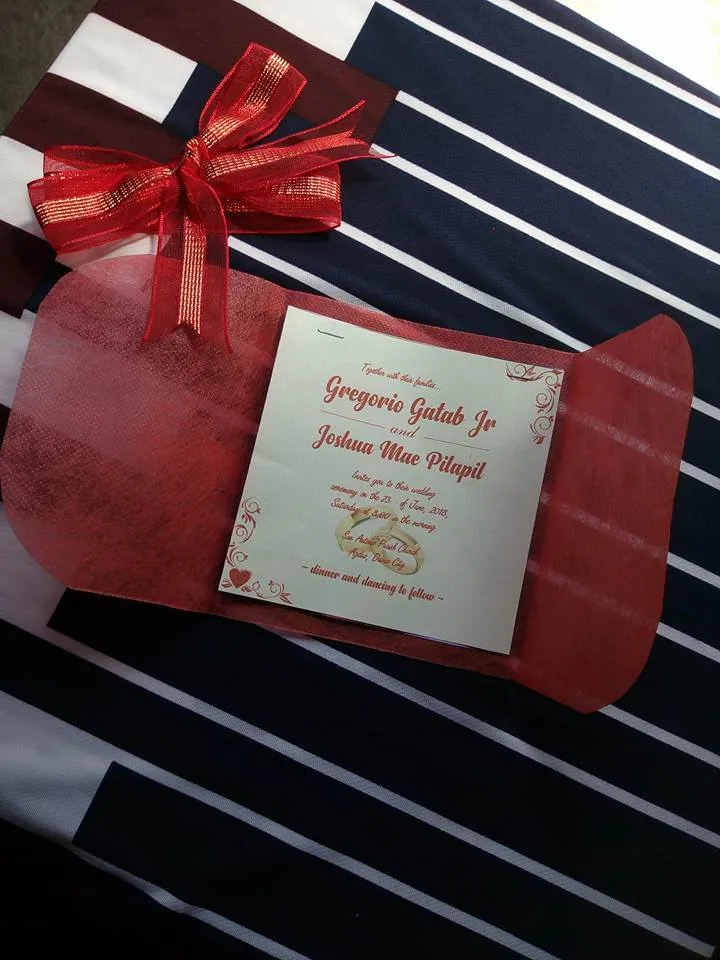 Together with their families...
Gregorio Gatab Jr
and
Joshua Mae Pilapil
Invites you to their wedding
ceremony on the 23 of June, 2018,
Saturday at 8:00 in the morning.
San Antonio Parish Church
Agdao, Davao City
~ dinner and dancing to follow ~